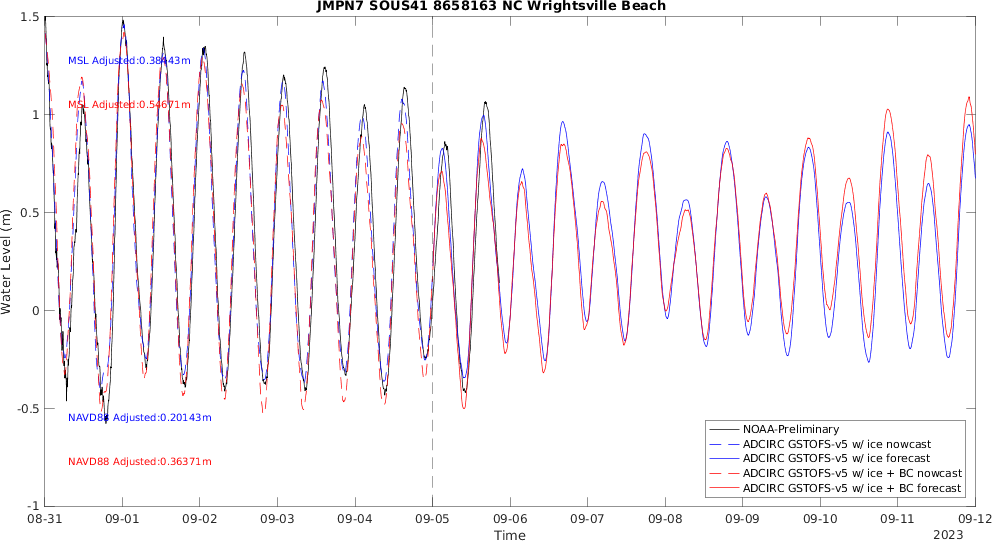 JMPN7 SOUS41 8658163 NC Wrightsville Beach
Water Level (m)
1.5
1
0.5
0
-0.5
-1
MSL Adjusted:0.38443m
MSL Adjusted:0.54671m
NAVD88 Adjusted:0.20143m
NAVD88 Adjusted:0.36371m
NOAA-Preliminary
ADCIRC GSTOFS-v5 w/ ice nowcast
ADCIRC GSTOFS-v5 w/ ice forecast
ADCIRC GSTOFS-v5 w/ ice + BC nowcast
ADCIRC GSTOFS-v5 w/ ice + BC forecast
08-31 09-01 09-02 09-03 09-04 09-05 09-06 09-07 09-08 09-09 09-10 09-11 09-12
Time
2023